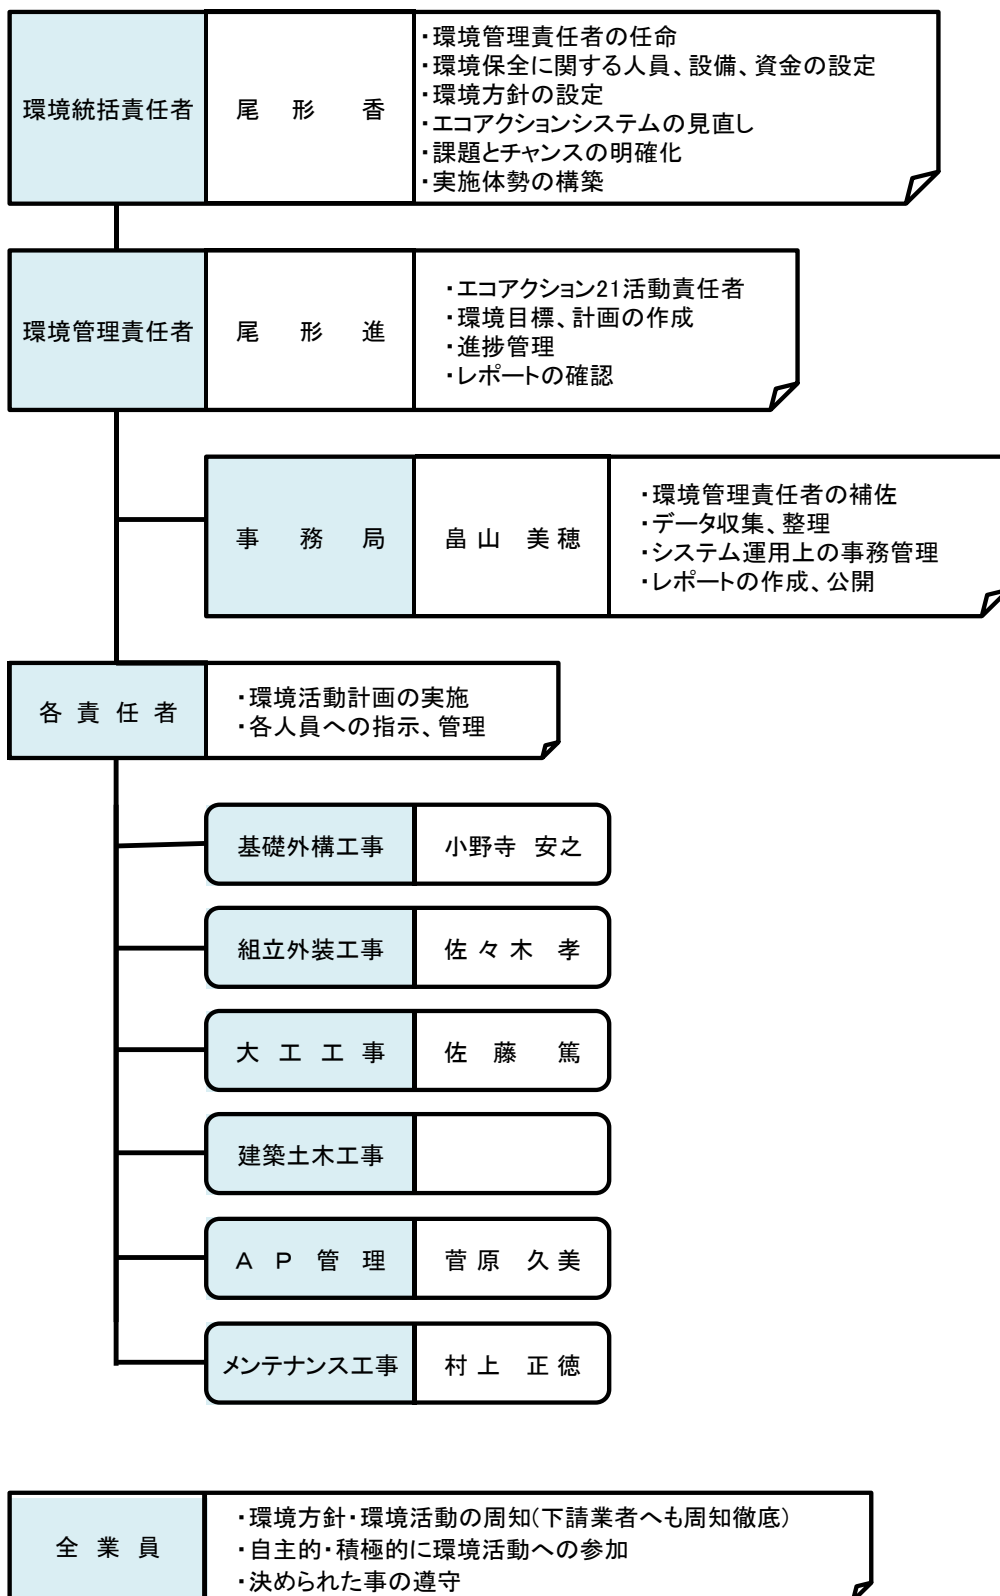 環境統括責任者
尾 形 香
・環境管理責任者の任命
・環境保全に関する人員、設備、資金の設定
・環境方針の設定
・エコアクションシステムの見直し
・課題とチャンスの明確化
・実施体勢の構築
環境管理責任者
尾 形 進
・エコアクション21活動責任者
・環境目標、計画の作成
・進捗管理
・レポートの確認
事 務 局
畠山 美穂
・環境管理責任者の補佐
・データ収集、整理
・システム運用上の事務管理
・レポートの作成、公開
各 責 任 者
・環境活動計画の実施
・各人員への指示、管理
基礎外構工事
小野寺 安之
組立外装工事
佐々木 孝
大 工 工 事
佐 藤 篤
建築土木工事
A P 管 理
菅原 久美
メンテナンス工事
村上 正徳
全 業 員
・環境方針・環境活動の周知(下請業者へも周知徹底)
・自主的・積極的に環境活動への参加
・決められた事の遵守